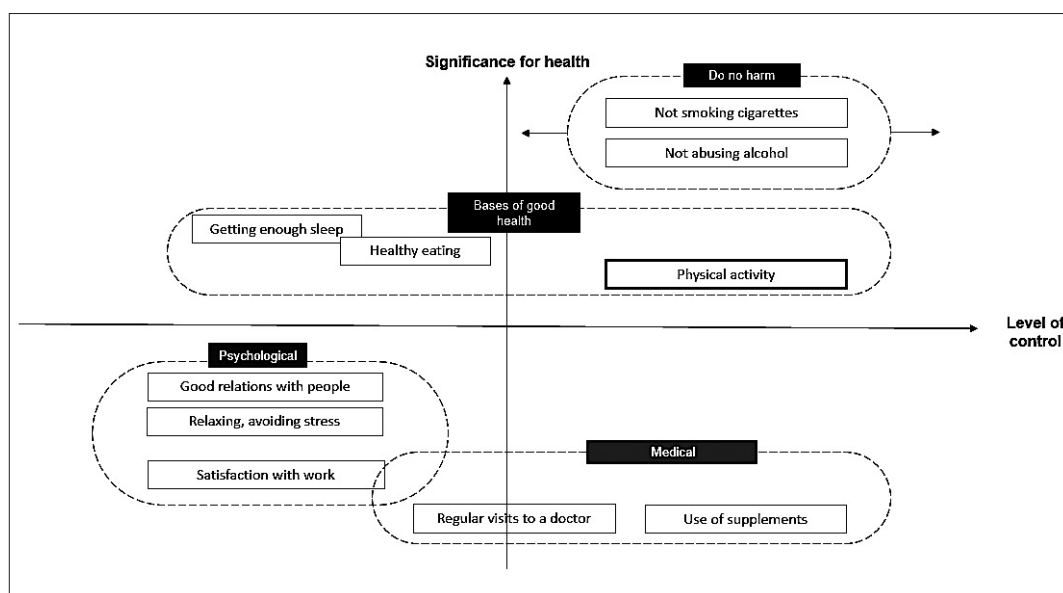 Significance for health
Do no harm
Not smoking cigarettes
Not abusing alcohol
Bases of good
health
Getting enough sleep
Healthy eating
Physical activity
Level of
control
Psychological
Good relations with people
Relaxing, avoiding stress
Satisfaction with work
Medical
Regular visits to a doctor
Use of supplements